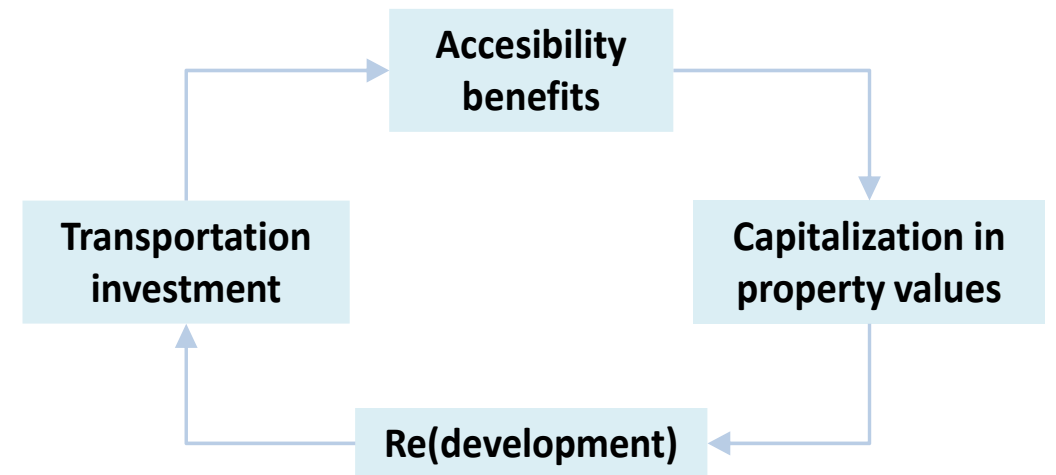 Accesibility
benefits
Transportation
investment
Capitalization in
property values
Re(development)